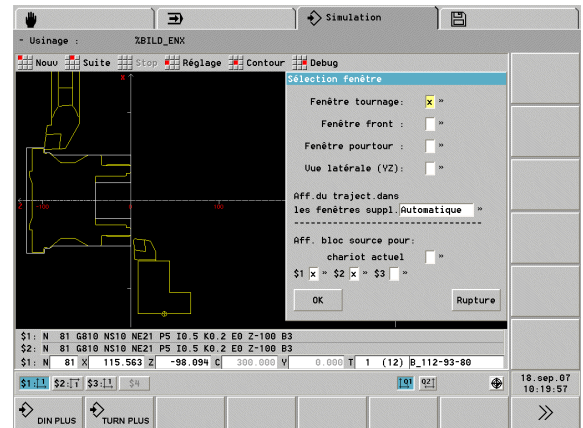 Simulation
- Usinage : %BILD_ENX
Nouv Suite Stop Réglage Contour Debug
Sélection fenêtre
Fenêtre tournage: x »
Fenêtre front : »
Fenêtre pourtour : »
Vue latérale (YZ): »
Aff.du traject.dans
les fenêtres suppl. Automatique »
Aff. bloc source pour:
chariot actuel »
$1 x » $2 x » $3 »
OK Rupture
X
Z -100 0 100
$1: N 81 G810 NS10 NE21 P5 I0.5 K0.2 E0 Z-100 B3
$2: N 81 G810 NS10 NE21 P5 I0.5 K0.2 E0 Z-100 B3
$1: N 81 X 115.563 Z -98.094 C 300.000 Y 0.000 T 1 (12) B_112-93-80
$1: 1 $2: $3: 1 $4 Q1 Q2
18.sep.07
10:19:57
DIN PLUS TURN PLUS